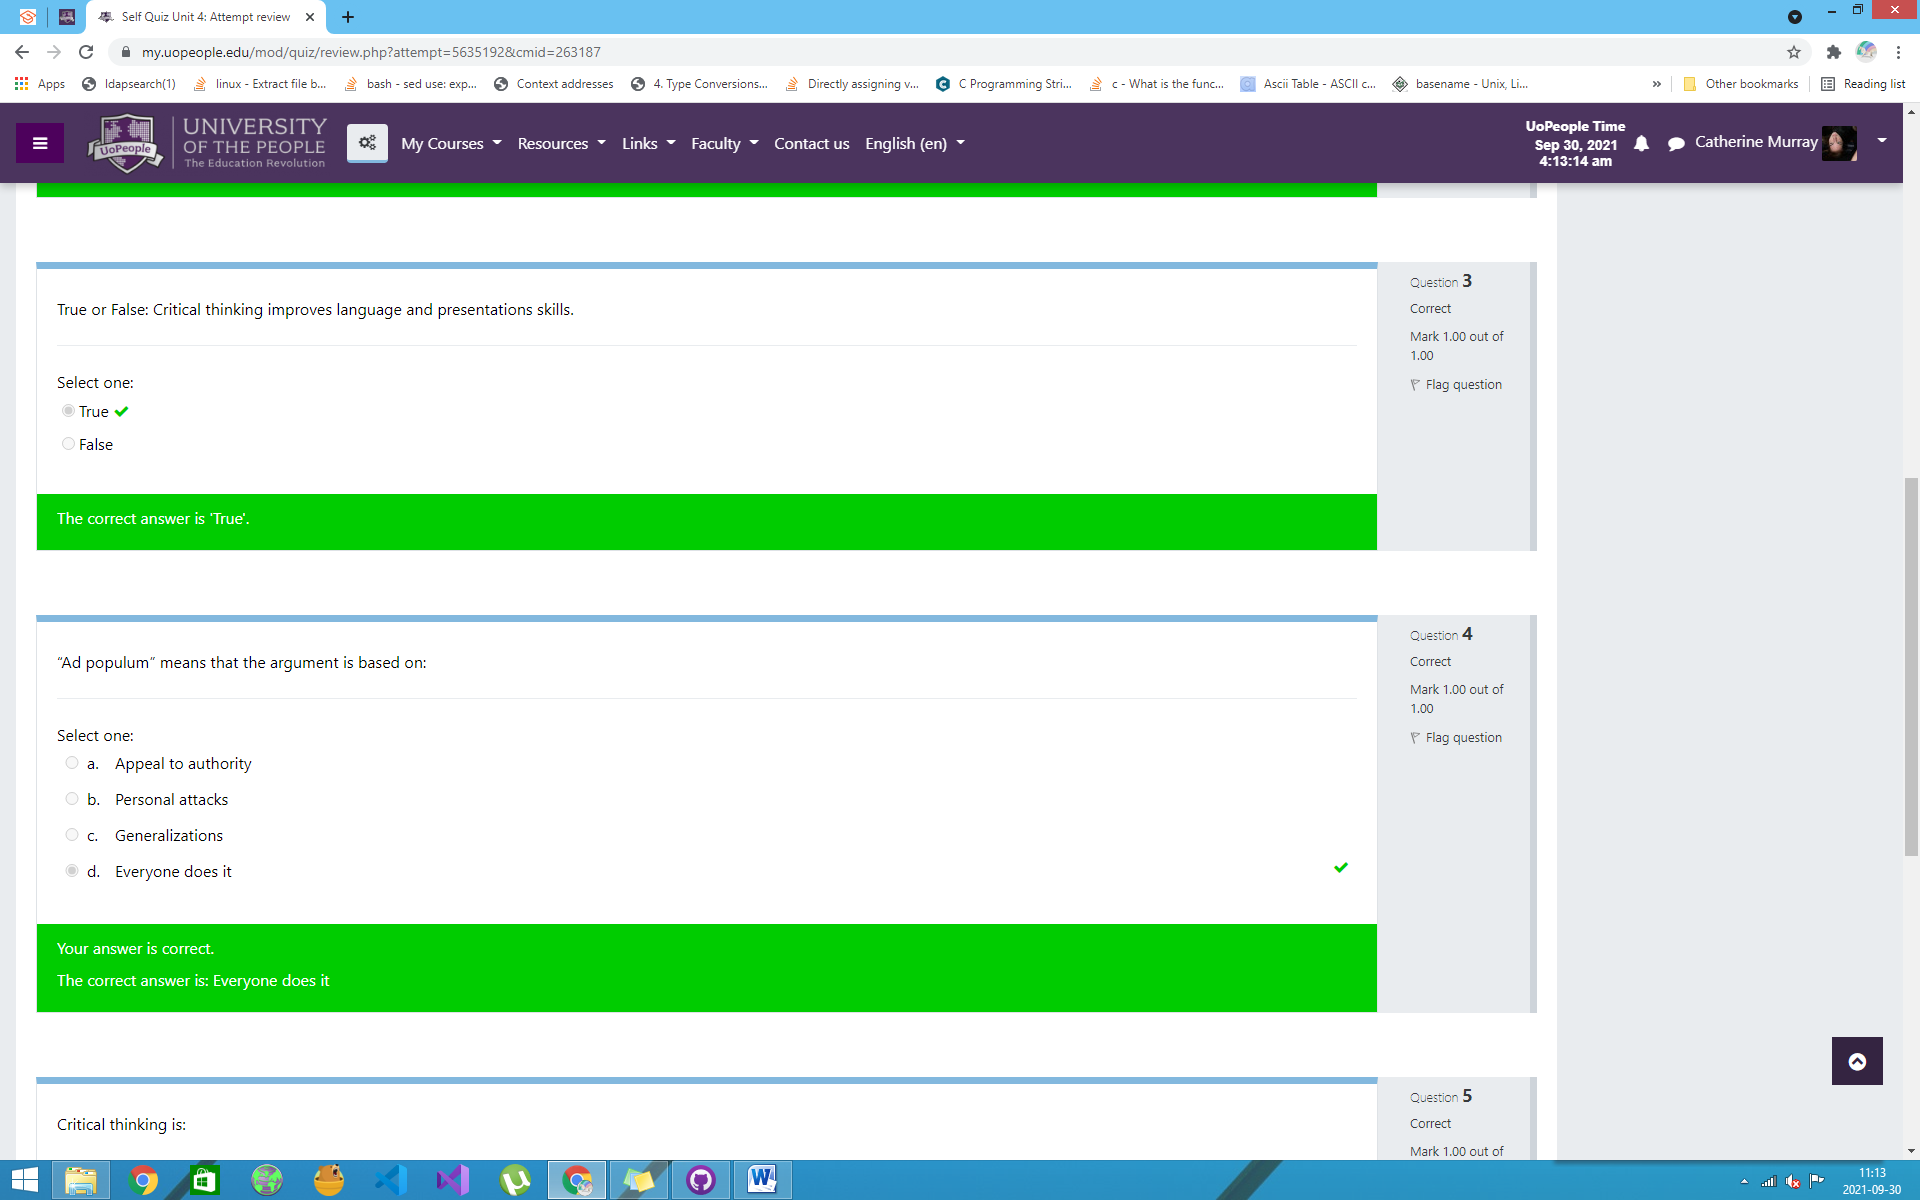 Self Quiz Unit 4: Attempt review
my.uopeople.edu/mod/quiz/review.php?attempt=5635192&cmid=263187
Apps ldapsearch(1) linux - Extract file b... bash - sed use: exp... Context addresses 4. Type Conversions... Directly assigning v... C Programming Stri... c - What is the func... Ascii Table - ASCII c... basename - Unix, Li... » Other bookmarks Reading list
UoPeople
UNIVERSITY
OF THE PEOPLE
The Education Revolution
My Courses Resources Links Faculty Contact us English (en)
UoPeople Time
Sep 30, 2021
4:13:14 am
Catherine Murray
Question 3
Correct
Mark 1.00 out of
1.00
Flag question
True or False: Critical thinking improves language and presentations skills.
Select one:
True
False
The correct answer is 'True'.
Question 4
Correct
Mark 1.00 out of
1.00
Flag question
“Ad populum” means that the argument is based on:
Select one:
a. Appeal to authority
b. Personal attacks
c. Generalizations
d. Everyone does it
Your answer is correct.
The correct answer is: Everyone does it
Question 5
Correct
Mark 1.00 out of
Critical thinking is:
11:13
2021-09-30